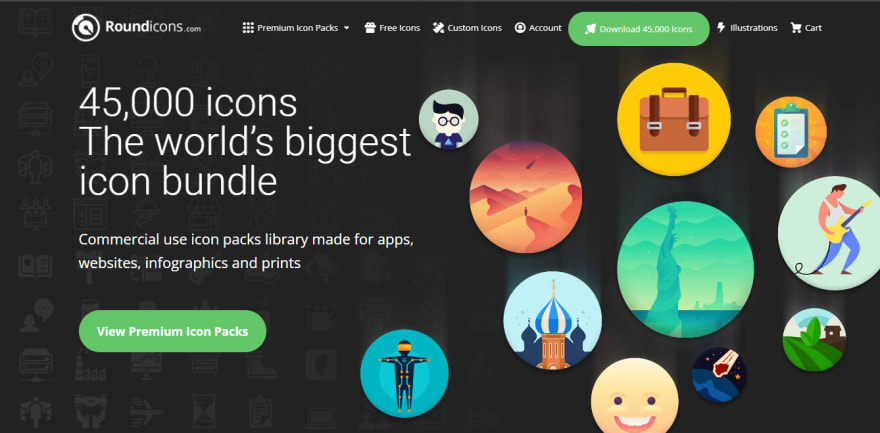 Roundicons.com
Premium Icon Packs
Free Icons
Custom Icons
Account
Download 45,000 Icons
Illustrations
Cart
45,000 icons
The world's biggest
icon bundle
Commercial use icon packs library made for apps,
websites, infographics and prints
View Premium Icon Packs